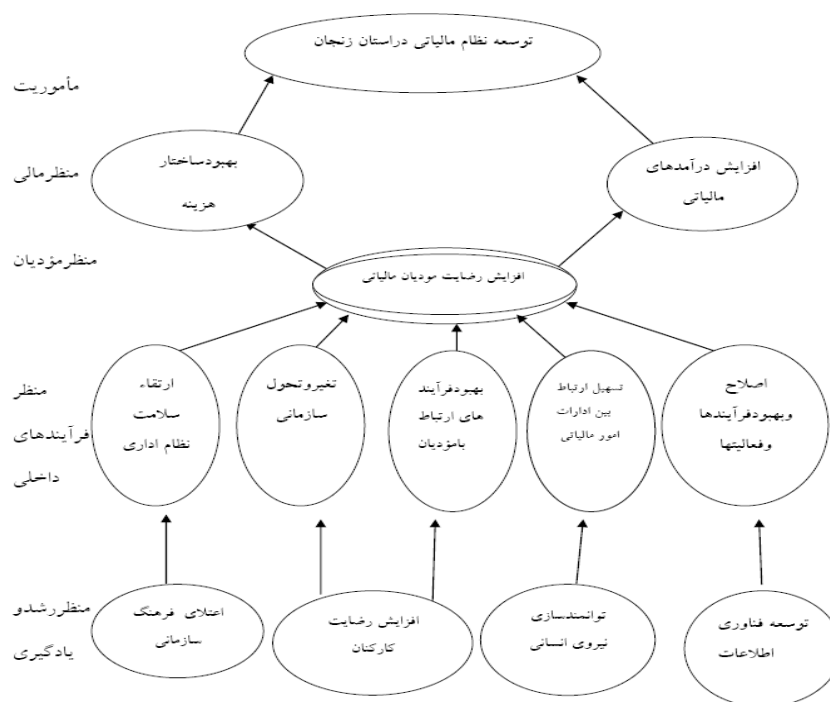 توسعه نظام مالیاتی دراستان زنجان
مأموریت
افزایش درآمدهای
مالیاتی
بهبودساختار
هزینه
منظرمالی
افزایش رضایت مودیان مالیاتی
منظرمؤدیان
اصلاح
وبهبودفرآیندها
وفعالیتها
تسهیل ارتباط
بین ادارات
امور مالیاتی
بهبودفرآیند
های ارتباط
بامؤدیان
تغیروتحول
سازمانی
ارتقاء
سلامت
نظام اداری
منظر
فرآیندهای
داخلی
توسعه فناوری
اطلاعات
توانمندسازی
نیروی انسانی
افزایش رضایت
کارکنان
اعتلای فرهنگ
سازمانی
منظررشدو
یادگیری